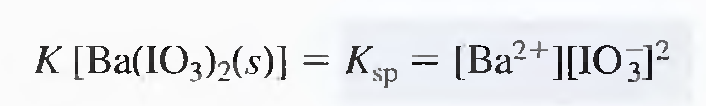 K [Ba(IO₃)₂(s)] = Kₛₚ = [Ba²⁺][IO₃⁻]²